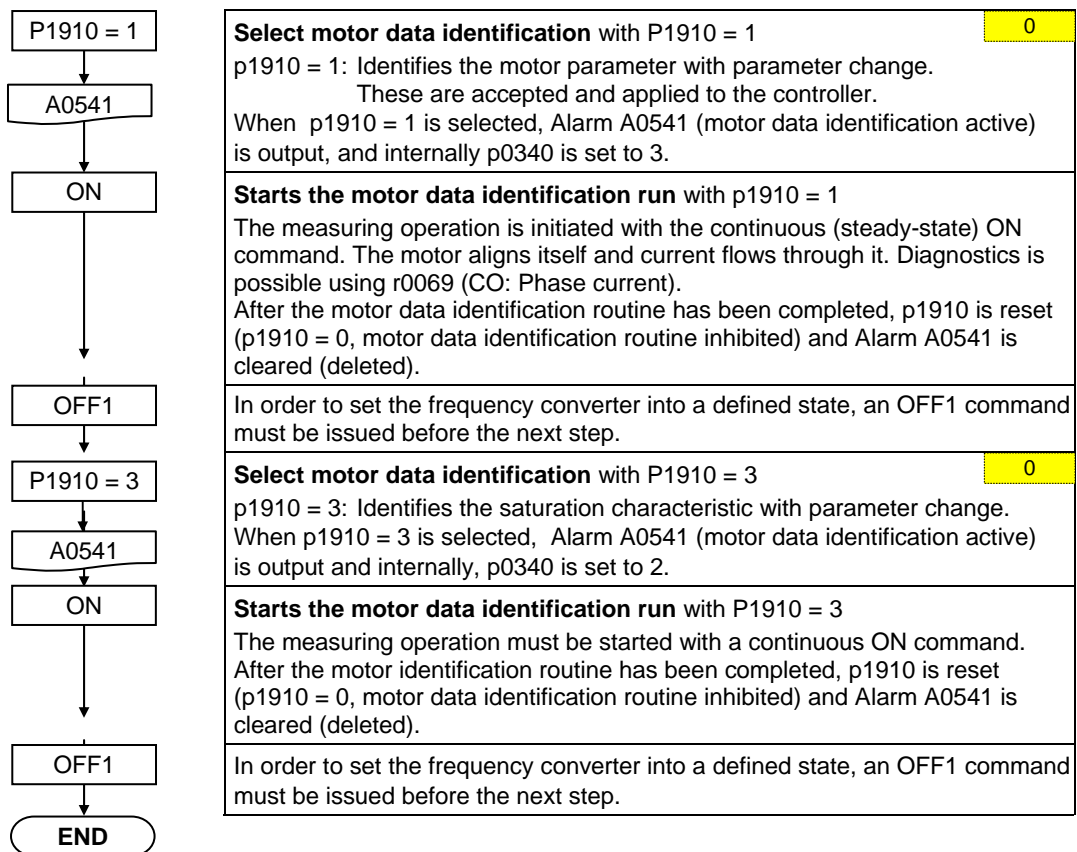 P1910 = 1
Select motor data identification with P1910 = 1
0
p1910 = 1: Identifies the motor parameter with parameter change.
These are accepted and applied to the controller.
A0541
When p1910 = 1 is selected, Alarm A0541 (motor data identification active)
is output, and internally p0340 is set to 3.
ON
Starts the motor data identification run with p1910 = 1
The measuring operation is initiated with the continuous (steady-state) ON
command. The motor aligns itself and current flows through it. Diagnostics is
possible using r0069 (CO: Phase current).
After the motor data identification routine has been completed, p1910 is reset
(p1910 = 0, motor data identification routine inhibited) and Alarm A0541 is
cleared (deleted).
OFF1
In order to set the frequency converter into a defined state, an OFF1 command
must be issued before the next step.
P1910 = 3
Select motor data identification with P1910 = 3
0
p1910 = 3: Identifies the saturation characteristic with parameter change.
A0541
When p1910 = 3 is selected, Alarm A0541 (motor data identification active)
is output and internally, p0340 is set to 2.
ON
Starts the motor data identification run with P1910 = 3
The measuring operation must be started with a continuous ON command.
After the motor identification routine has been completed, p1910 is reset
(p1910 = 0, motor data identification routine inhibited) and Alarm A0541 is
cleared (deleted).
OFF1
In order to set the frequency converter into a defined state, an OFF1 command
must be issued before the next step.
END